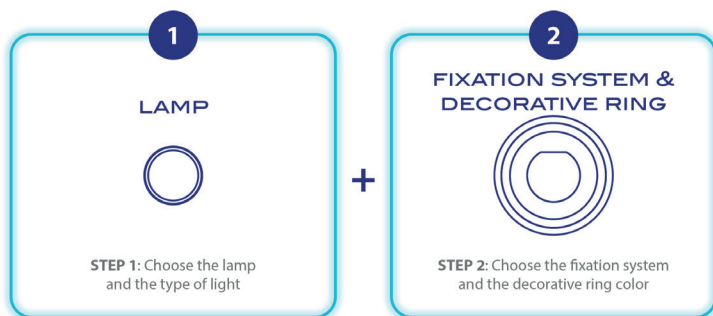 1
LAMP
STEP 1: Choose the lamp
and the type of light
+
2
FIXATION SYSTEM &
DECORATIVE RING
STEP 2: Choose the fixation system
and the decorative ring color